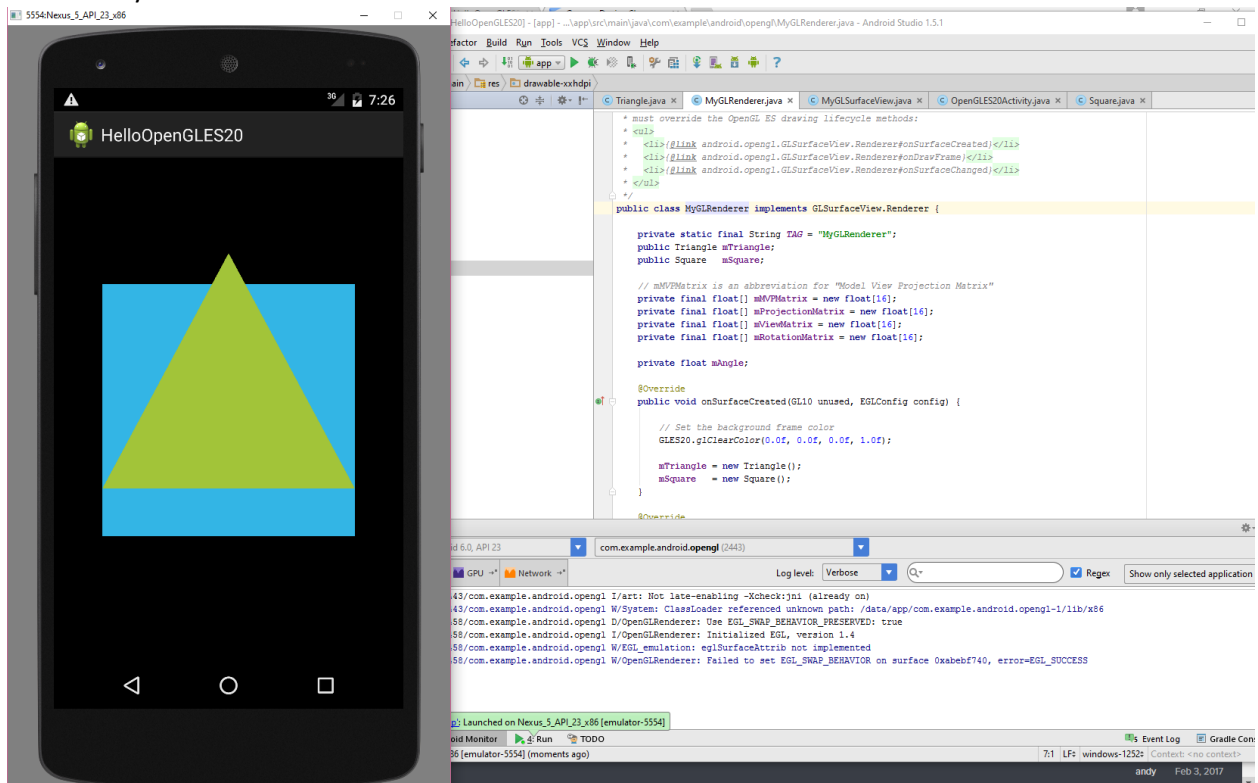 5554:Nexus_5_API_23_x86
3G 7:26
HelloOpenGLES20
HelloOpenGLES20] - [app] - ...\app\src\main\java\com\example\android\opengl\MyGLRenderer.java - Android Studio 1.5.1
efactor Build Run Tools VCS Window Help
app
ain res drawable-xxhdpi
Triangle.java MyGLRenderer.java MyGLSurfaceView.java OpenGLES20Activity.java Square.java
* must override the OpenGL ES drawing lifecycle methods:
* <ul>
*   <li>{@link android.opengl.GLSurfaceView.Renderer#onSurfaceCreated}</li>
*   <li>{@link android.opengl.GLSurfaceView.Renderer#onDrawFrame}</li>
*   <li>{@link android.opengl.GLSurfaceView.Renderer#onSurfaceChanged}</li>
* </ul>
*/
public class MyGLRenderer implements GLSurfaceView.Renderer {
private static final String TAG = "MyGLRenderer";
public Triangle mTriangle;
public Square   mSquare;
// mMVPMatrix is an abbreviation for "Model View Projection Matrix"
private final float[] mMVPMatrix = new float[16];
private final float[] mProjectionMatrix = new float[16];
private final float[] mViewMatrix = new float[16];
private final float[] mRotationMatrix = new float[16];
private float mAngle;
@Override
public void onSurfaceCreated(GL10 unused, EGLConfig config) {
// Set the background frame color
GLES20.glClearColor(0.0f, 0.0f, 0.0f, 1.0f);
mTriangle = new Triangle();
mSquare   = new Square();
}
@Override
id 6.0, API 23 com.example.android.opengl (2443)
GPU Network Log level: Verbose Regex Show only selected application
43/com.example.android.opengl I/art: Not late-enabling -Xcheck:jni (already on)
43/com.example.android.opengl W/System: ClassLoader referenced unknown path: /data/app/com.example.android.opengl-1/lib/x86
58/com.example.android.opengl D/OpenGLRenderer: Use EGL_SWAP_BEHAVIOR_PRESERVED: true
58/com.example.android.opengl I/OpenGLRenderer: Initialized EGL, version 1.4
58/com.example.android.opengl W/EGL_emulation: eglSurfaceAttrib not implemented
58/com.example.android.opengl W/OpenGLRenderer: Failed to set EGL_SWAP_BEHAVIOR on surface 0xabebf740, error=EGL_SUCCESS
p': Launched on Nexus_5_API_23_x86 [emulator-5554]
oid Monitor 4: Run TODO Event Log Gradle Cons
86 [emulator-5554] (moments ago) 7:1 LF windows-1252 Context: <no context>
andy Feb 3, 2017